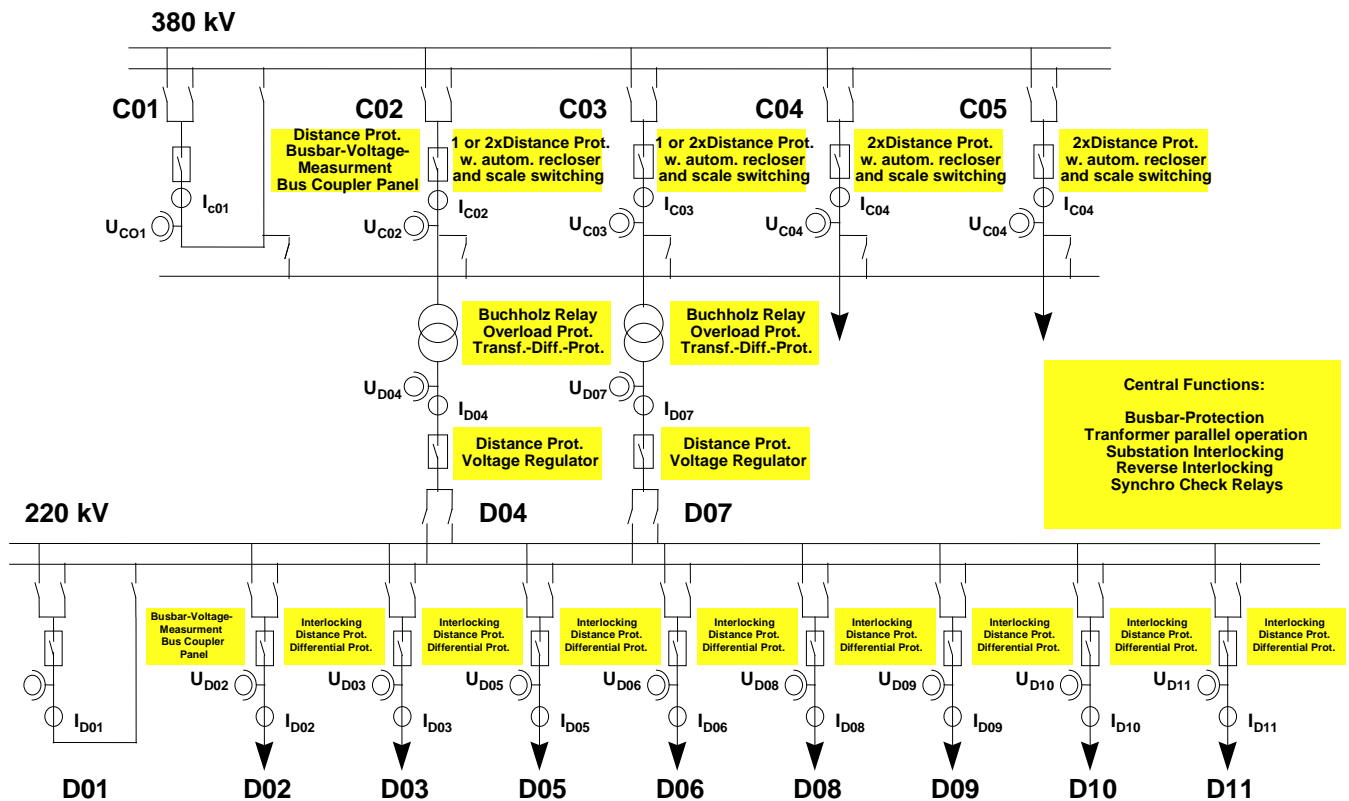 380 kV
C01
C02
C03
C04
C05
Distance Prot.
Busbar-Voltage-
Measurment
Bus Coupler Panel
1 or 2xDistance Prot.
w. autom. recloser
and scale switching
1 or 2xDistance Prot.
w. autom. recloser
and scale switching
2xDistance Prot.
w. autom. recloser
and scale switching
2xDistance Prot.
w. autom. recloser
and scale switching
Ic01
IC02
IC03
IC04
IC04
UCO1
UC02
UC03
UC04
UC04
Buchholz Relay
Overload Prot.
Transf.-Diff.-Prot.
Buchholz Relay
Overload Prot.
Transf.-Diff.-Prot.
UD04
UD07
ID04
ID07
Distance Prot.
Voltage Regulator
Distance Prot.
Voltage Regulator
Central Functions:
Busbar-Protection
Tranformer parallel operation
Substation Interlocking
Reverse Interlocking
Synchro Check Relays
D04
D07
220 kV
Busbar-Voltage-
Measurment
Bus Coupler
Panel
Interlocking
Distance Prot.
Differential Prot.
Interlocking
Distance Prot.
Differential Prot.
Interlocking
Distance Prot.
Differential Prot.
Interlocking
Distance Prot.
Differential Prot.
Interlocking
Distance Prot.
Differential Prot.
Interlocking
Distance Prot.
Differential Prot.
Interlocking
Distance Prot.
Differential Prot.
Interlocking
Distance Prot.
Differential Prot.
UD02
UD03
UD05
UD06
UD08
UD09
UD10
UD11
ID01
ID02
ID03
ID05
ID06
ID08
ID09
ID10
ID11
D01
D02
D03
D05
D06
D08
D09
D10
D11